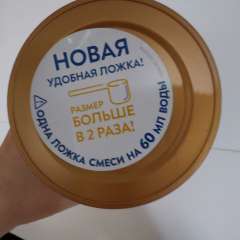 НОВАЯ
УДОБНАЯ ЛОЖКА!
РАЗМЕР
БОЛЬШЕ
В 2 РАЗА!
ОДНА ЛОЖКА СМЕСИ НА 60 МЛ ВОДЫ